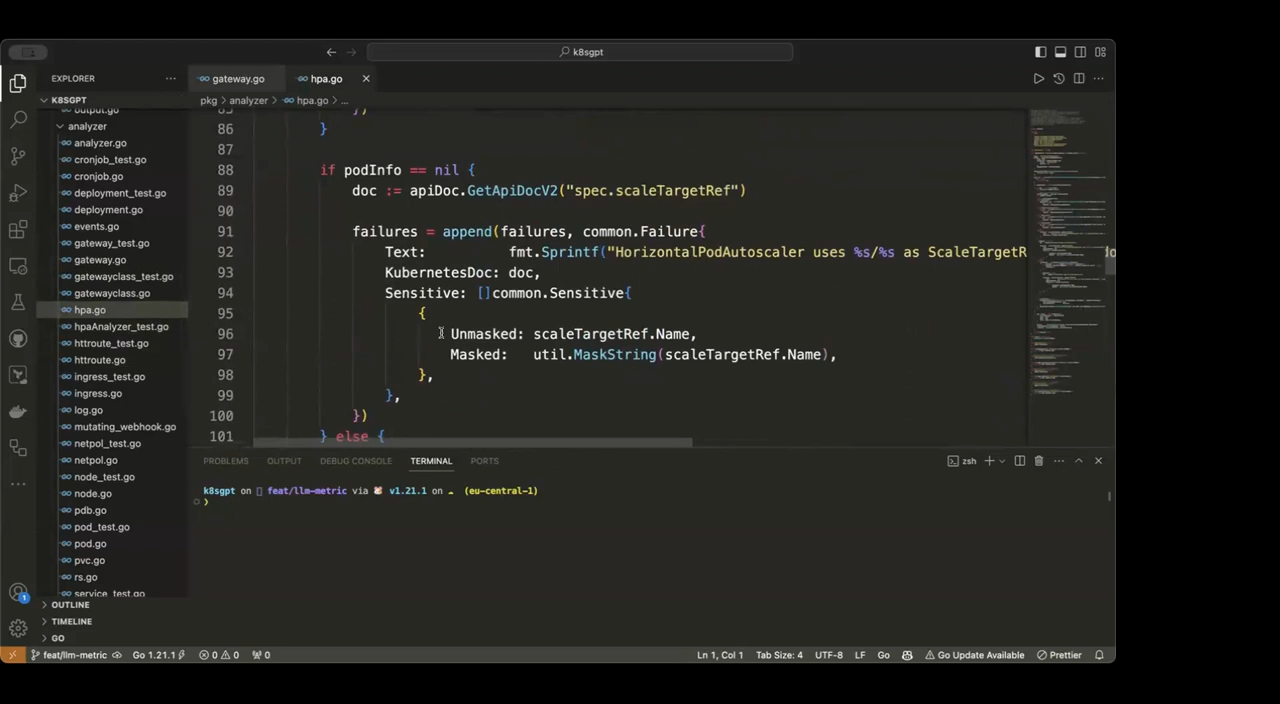 k8sgpt
EXPLORER
gateway.go
hpa.go
K8SGPT
pkg > analyzer > hpa.go > ...
output.go
analyzer
analyzer.go
cronjob_test.go
cronjob.go
deployment_test.go
deployment.go
events.go
gateway_test.go
gateway.go
gatewayclass_test.go
gatewayclass.go
hpa.go
hpaAnalyzer_test.go
httroute_test.go
httroute.go
ingress_test.go
ingress.go
log.go
mutating_webhook.go
netpol_test.go
netpol.go
node_test.go
node.go
pdb.go
pod_test.go
pod.go
pvc.go
rs.go
service_test.go
OUTLINE
TIMELINE
GO
85 })
86 }
87
88 if podInfo == nil {
89 doc := apiDoc.GetApiDocV2("spec.scaleTargetRef")
90
91 failures = append(failures, common.Failure{
92 Text: fmt.Sprintf("HorizontalPodAutoscaler uses %s/%s as ScaleTargetR
93 KubernetesDoc: doc,
94 Sensitive: []common.Sensitive{
95 {
96 Unmasked: scaleTargetRef.Name,
97 Masked: util.MaskString(scaleTargetRef.Name),
98 },
99 },
100 })
101 } else {
PROBLEMS OUTPUT DEBUG CONSOLE TERMINAL PORTS
zsh
k8sgpt on feat/llm-metric via v1.21.1 on (eu-central-1)
❯
1
feat/llm-metric Go 1.21.1 0 0 0
Ln 1, Col 1 Tab Size: 4 UTF-8 LF Go Go Update Available Prettier